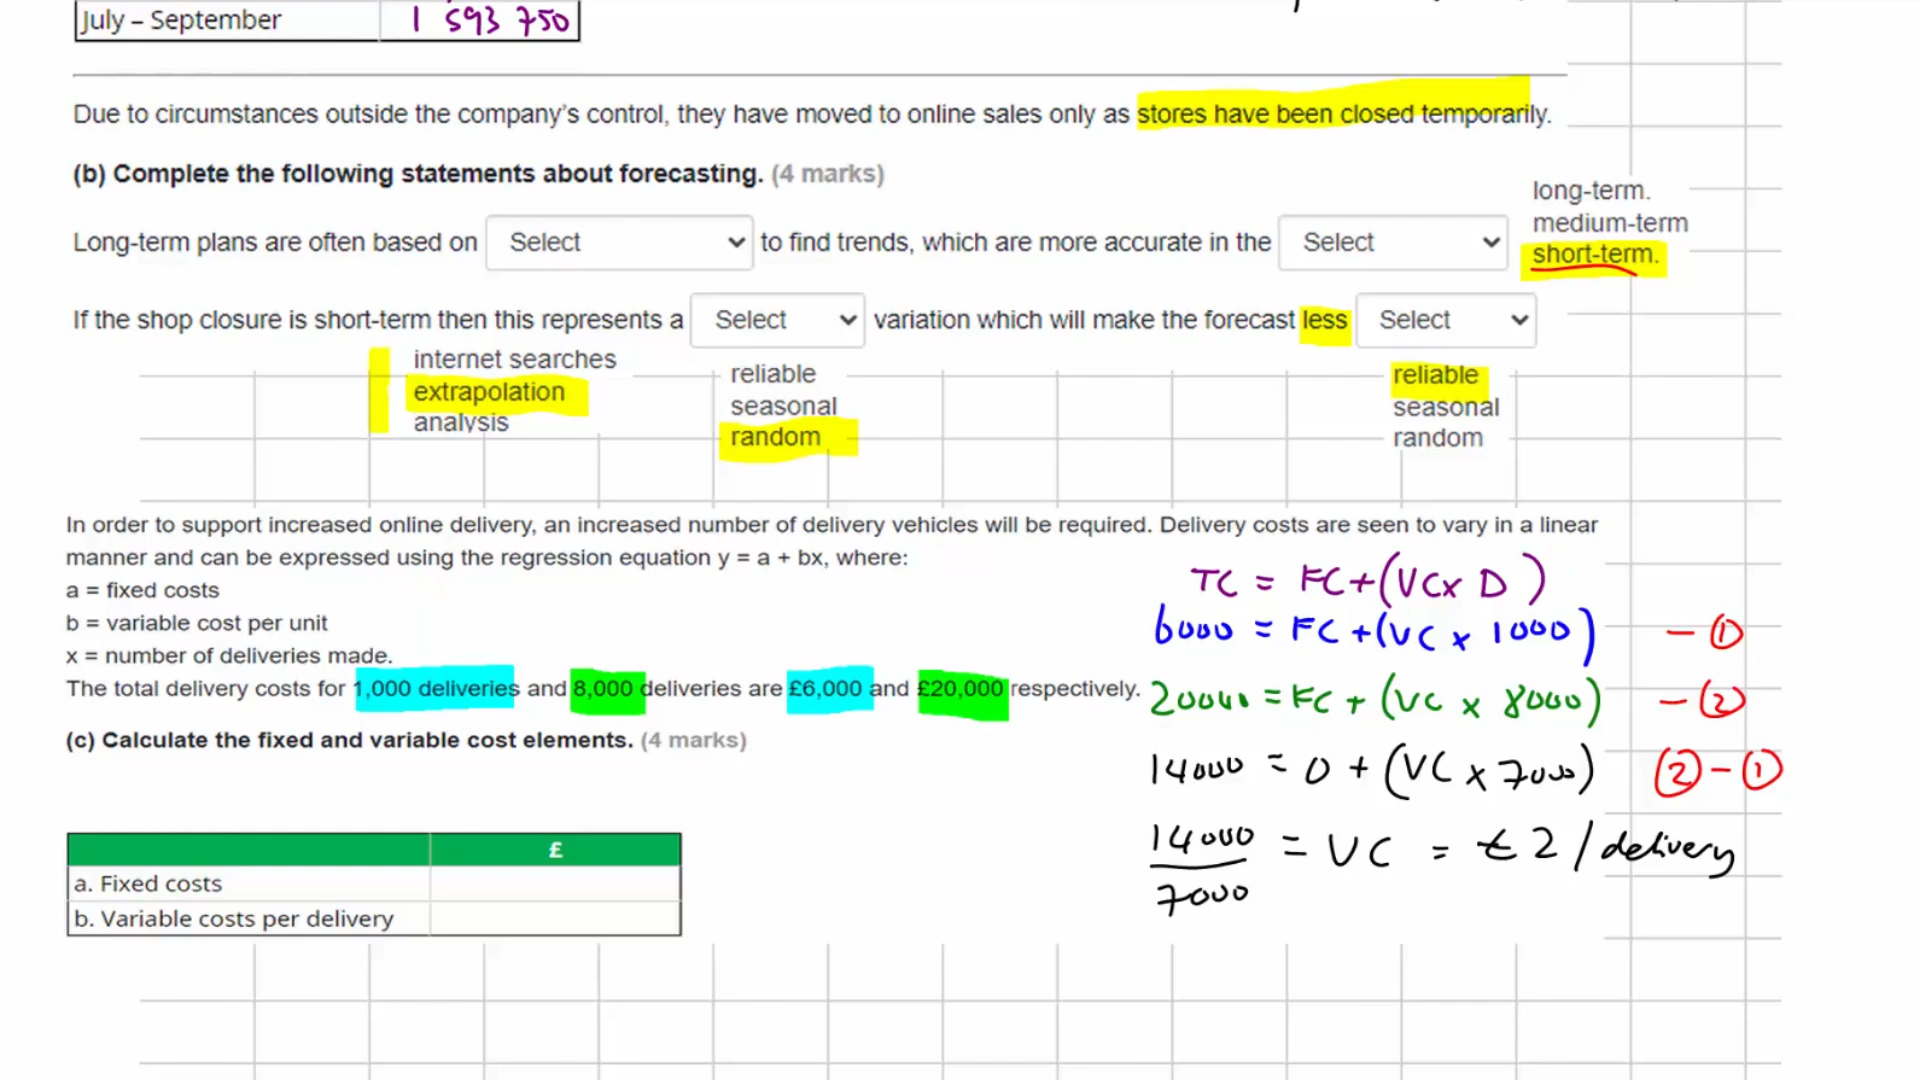 July – September 1 593 750
Due to circumstances outside the company's control, they have moved to online sales only as stores have been closed temporarily.
(b) Complete the following statements about forecasting. (4 marks)
long-term.
medium-term
short-term.
Long-term plans are often based on Select to find trends, which are more accurate in the Select
If the shop closure is short-term then this represents a Select variation which will make the forecast less Select
internet searches
extrapolation
analysis
reliable
seasonal
random
reliable
seasonal
random
In order to support increased online delivery, an increased number of delivery vehicles will be required. Delivery costs are seen to vary in a linear
manner and can be expressed using the regression equation y = a + bx, where:
a = fixed costs
b = variable cost per unit
x = number of deliveries made.
The total delivery costs for 1,000 deliveries and 8,000 deliveries are £6,000 and £20,000 respectively.
(c) Calculate the fixed and variable cost elements. (4 marks)
TC = FC+(VC× D )
6000 = FC +(VC × 1000) – ①
20000 = FC + (VC × 8000) – ②
14000 = 0 + (VC × 7000) ② – ①
14000
7000
= VC = £2 / delivery
£
a. Fixed costs
b. Variable costs per delivery